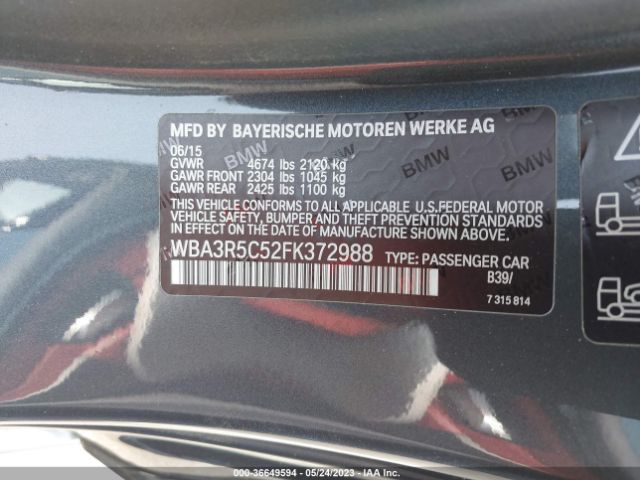 MFD BY BAYERISCHE MOTOREN WERKE AG
06/15
GVWR 4674 lbs 2120 kg
GAWR FRONT 2304 lbs 1045 kg
GAWR REAR 2425 lbs 1100 kg
THIS VEHICLE CONFORMS TO ALL APPLICABLE U.S.FEDERAL MOTOR
VEHICLE SAFETY, BUMPER AND THEFT PREVENTION STANDARDS
IN EFFECT ON THE DATE OF MANUFACTURE SHOWN ABOVE.
WBA3R5C52FK372988 TYPE: PASSENGER CAR
B39/
7 315 814
BMW
BMW
BMW
BMW
BMW
000-36649594 - 05/24/2023 - IAA Inc.